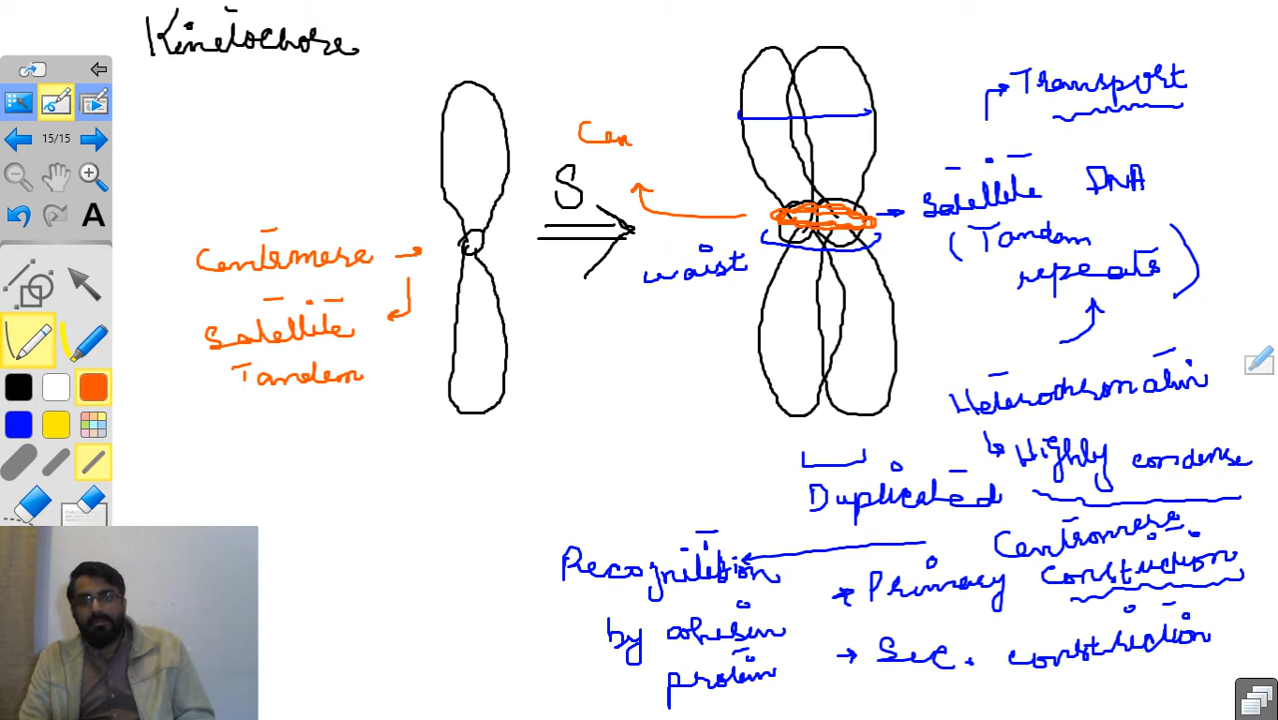 Kinetochore
15/15
A
Centromere
Satellite
Tandem
S
Cen
waist
Transport
Satellite DNA
(Tandem
repeats)
Heterochromatin
Highly condense
Duplicated
Centromere
Primary constriction
Sec. constriction
Recognition
by cohesin
protein